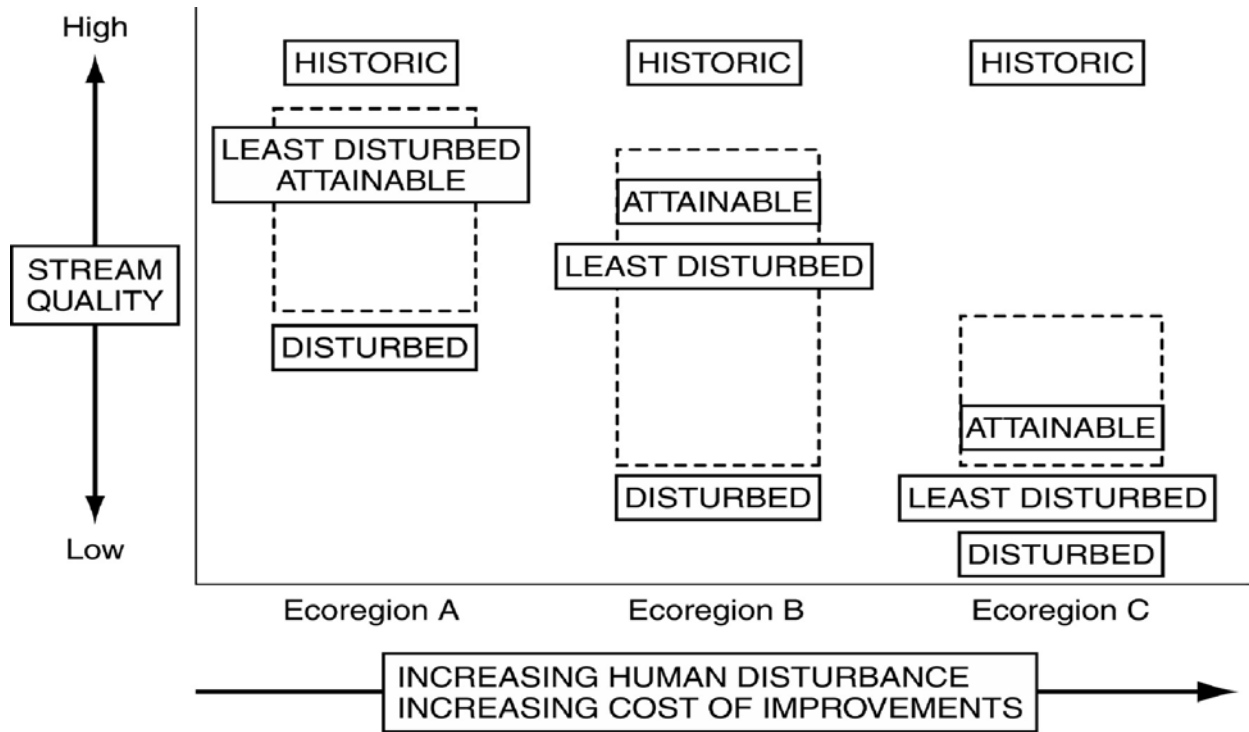 High
HISTORIC
HISTORIC
HISTORIC
LEAST DISTURBED
ATTAINABLE
ATTAINABLE
STREAM
QUALITY
LEAST DISTURBED
DISTURBED
ATTAINABLE
DISTURBED
LEAST DISTURBED
Low
DISTURBED
Ecoregion A
Ecoregion B
Ecoregion C
INCREASING HUMAN DISTURBANCE
INCREASING COST OF IMPROVEMENTS